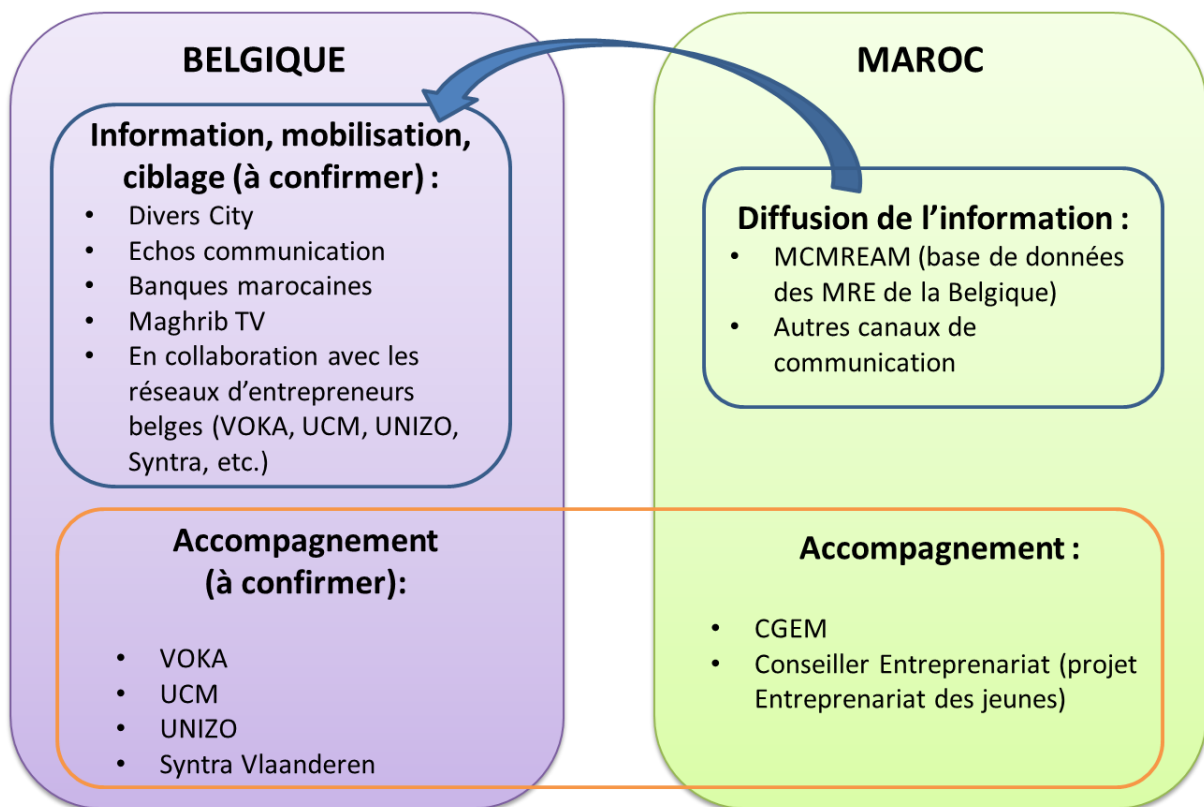 BELGIQUE
Information, mobilisation,
ciblage (à confirmer) :
• Divers City
• Echos communication
• Banques marocaines
• Maghrib TV
• En collaboration avec les
réseaux d’entrepreneurs
belges (VOKA, UCM, UNIZO,
Syntra, etc.)
Accompagnement
(à confirmer):
• VOKA
• UCM
• UNIZO
• Syntra Vlaanderen
MAROC
Diffusion de l’information :
• MCMREAM (base de données
des MRE de la Belgique)
• Autres canaux de
communication
Accompagnement :
• CGEM
• Conseiller Entreprenariat (projet
Entreprenariat des jeunes)